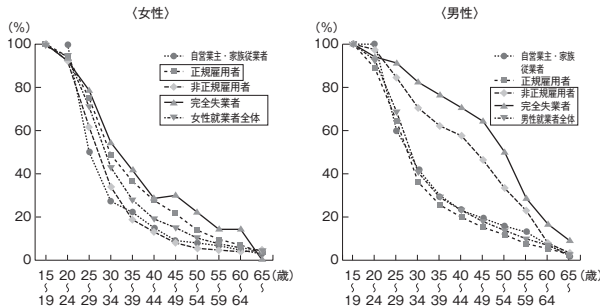 〈女性〉
(%)
100
80
60
40
20
0
自営業主・家族従業者
正規雇用者
非正規雇用者
完全失業者
女性就業者全体
15 20 25 30 35 40 45 50 55 60 65 (歳)
〜 〜 〜 〜 〜 〜 〜 〜 〜 〜 〜
19 24 29 34 39 44 49 54 59 64
〈男性〉
(%)
100
80
60
40
20
0
自営業主・家族
従業者
正規雇用者
非正規雇用者
完全失業者
男性就業者全体
15 20 25 30 35 40 45 50 55 60 65 (歳)
〜 〜 〜 〜 〜 〜 〜 〜 〜 〜 〜
19 24 29 34 39 44 49 54 59 64